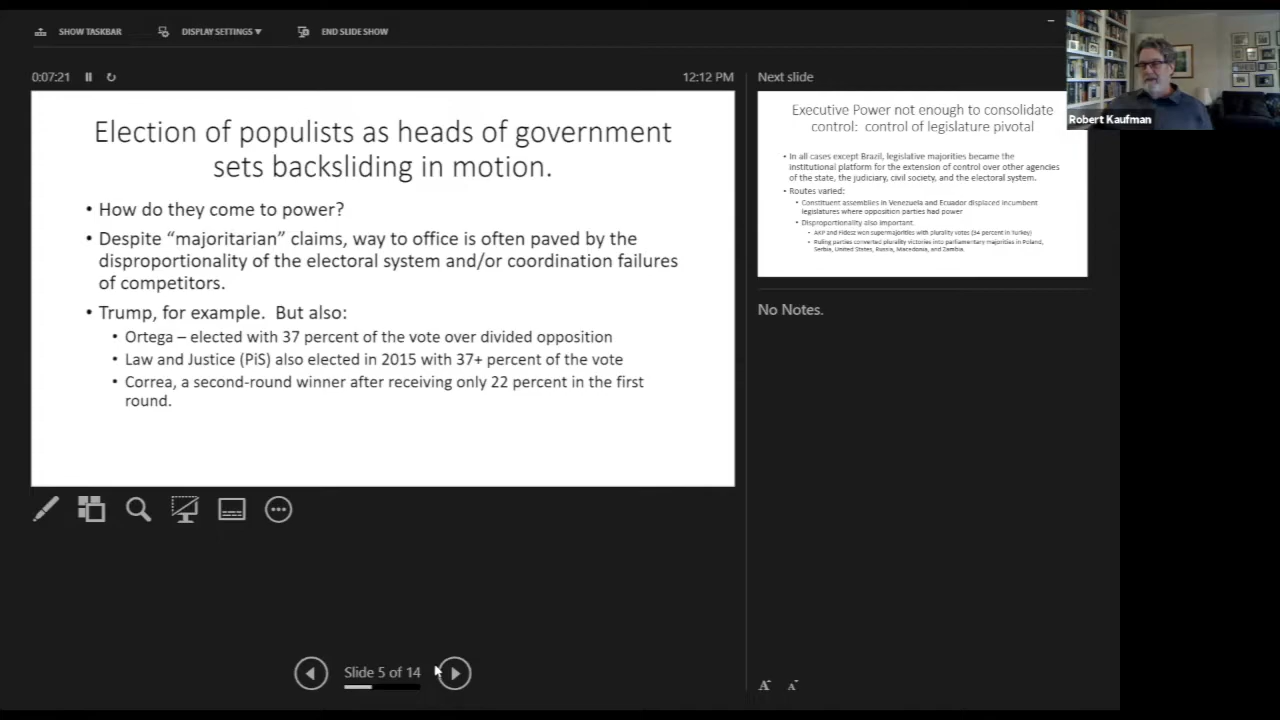 SHOW TASKBAR DISPLAY SETTINGS ▾ END SLIDE SHOW
0:07:21 12:12 PM
Election of populists as heads of government
sets backsliding in motion.
• How do they come to power?
• Despite “majoritarian” claims, way to office is often paved by the
disproportionality of the electoral system and/or coordination failures
of competitors.
• Trump, for example. But also:
• Ortega – elected with 37 percent of the vote over divided opposition
• Law and Justice (PiS) also elected in 2015 with 37+ percent of the vote
• Correa, a second-round winner after receiving only 22 percent in the first
round.
Slide 5 of 14
Next slide
Executive Power not enough to consolidate
control: control of legislature pivotal
• In all cases except Brazil, legislative majorities became the
institutional platform for the extension of control over other agencies
of the state, the judiciary, civil society, and the electoral system.
• Routes varied:
• Constituent assemblies in Venezuela and Ecuador displaced incumbent
legislatures where opposition parties had power
• Disproportionality also important.
• AKP and Fidesz won supermajorities with plurality votes (34 percent in Turkey)
• Ruling parties converted plurality victories into parliamentary majorities in Poland,
Serbia, United States, Russia, Macedonia, and Zambia.
No Notes.
A A
Robert Kaufman